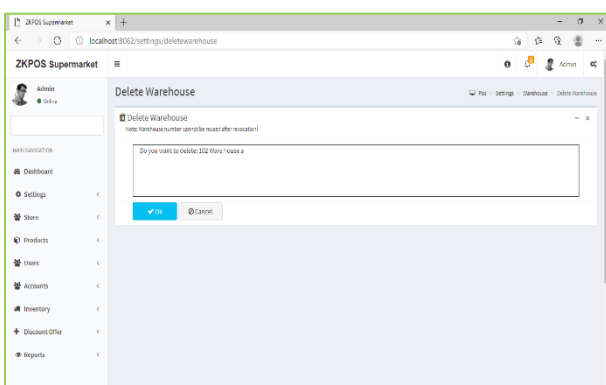 ZKPOS Supermarket
localhost:8082/settings/deletewarehouse
ZKPOS Supermarket
Admin
Admin
Online
Delete Warehouse
Pos - Settings - Warehouse - Delete Warehouse
Delete Warehouse
Note: Warehouse number cannot be reused after revocation!
Do you want to delete: 102 Ware house a
Ok
Cancel
MAIN NAVIGATION
Dashboard
Settings
Store
Products
Users
Accounts
Inventory
Discount Offer
Reports